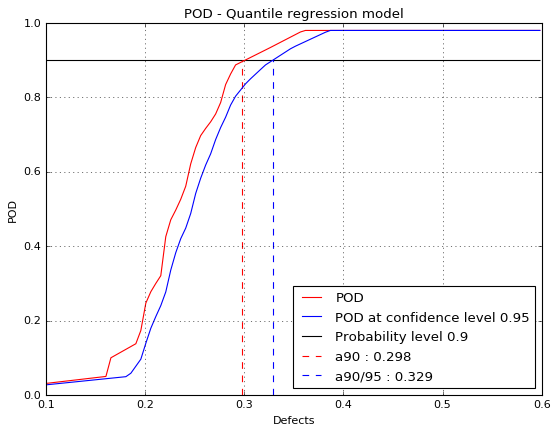 POD - Quantile regression model
1.0
0.8
0.6
0.4
0.2
0.0
POD
0.1 0.2 0.3 0.4 0.5 0.6
Defects
POD
POD at confidence level 0.95
Probability level 0.9
a90 : 0.298
a90/95 : 0.329